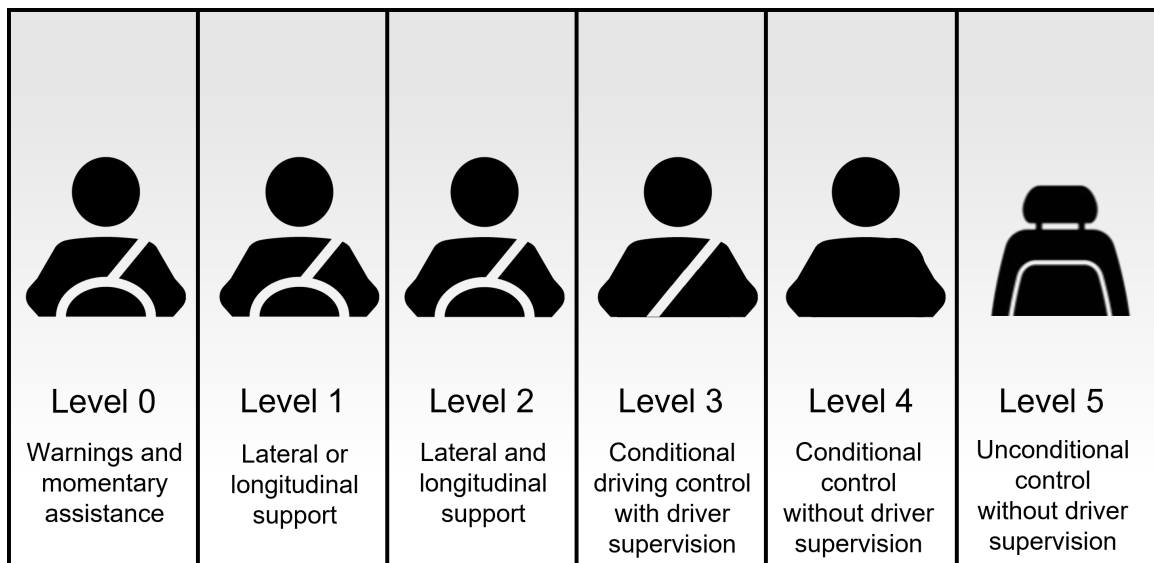 Level 0
Warnings and
momentary
assistance
Level 1
Lateral or
longitudinal
support
Level 2
Lateral and
longitudinal
support
Level 3
Conditional
driving control
with driver
supervision
Level 4
Conditional
control
without driver
supervision
Level 5
Unconditional
control
without driver
supervision